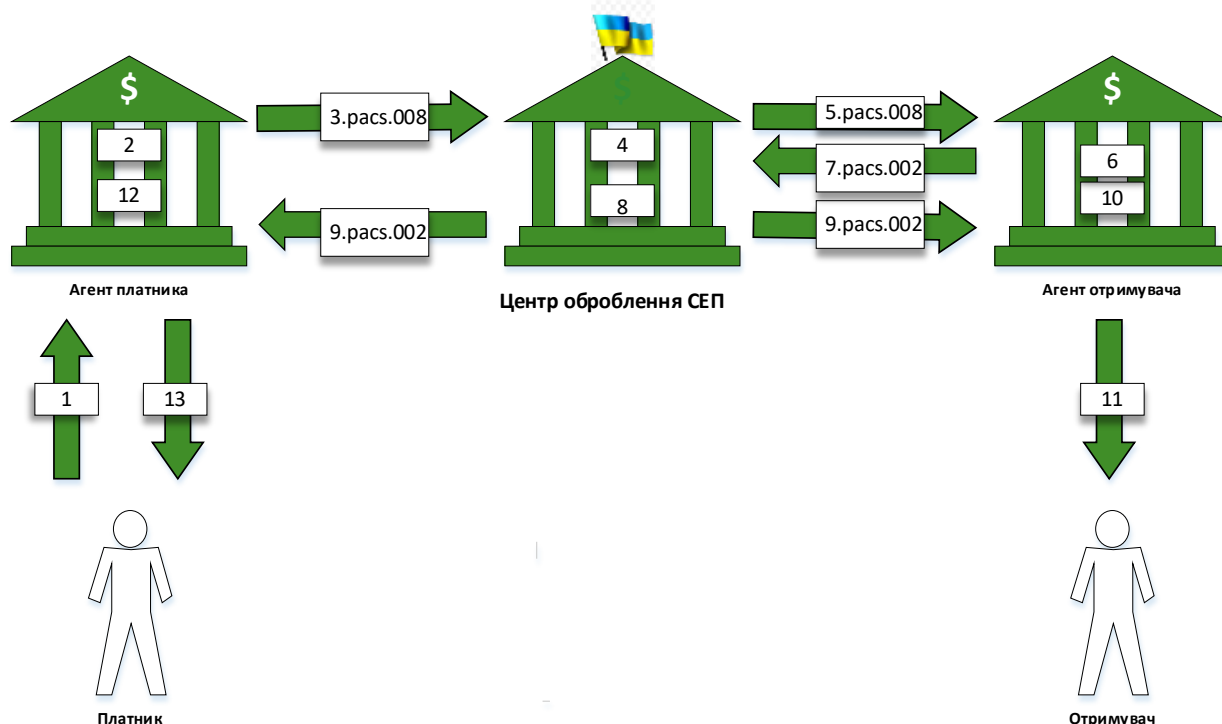 $
$
$
3.pacs.008
5.pacs.008
2
4
7.pacs.002
6
12
8
10
9.pacs.002
9.pacs.002
Агент платника
Центр оброблення СЕП
Агент отримувача
1
13
11
Платник
Отримувач